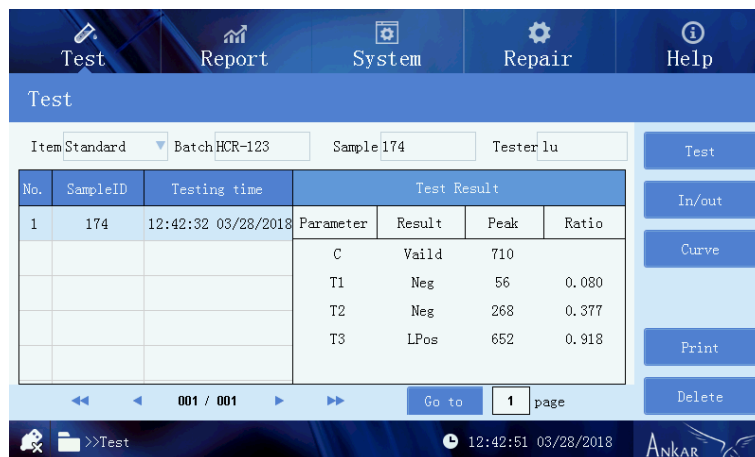 Test Report System Repair Help
Test
Item Standard Batch HCR-123 Sample 174 Tester lu
Test
No. SampleID Testing time Test Result
In/out
1 174 12:42:32 03/28/2018 Parameter Result Peak Ratio
C Vaild 710
Curve
T1 Neg 56 0.080
T2 Neg 268 0.377
T3 LPos 652 0.918
Print
001 / 001 Go to 1 page
Delete
>>Test 12:42:51 03/28/2018 ANKAR